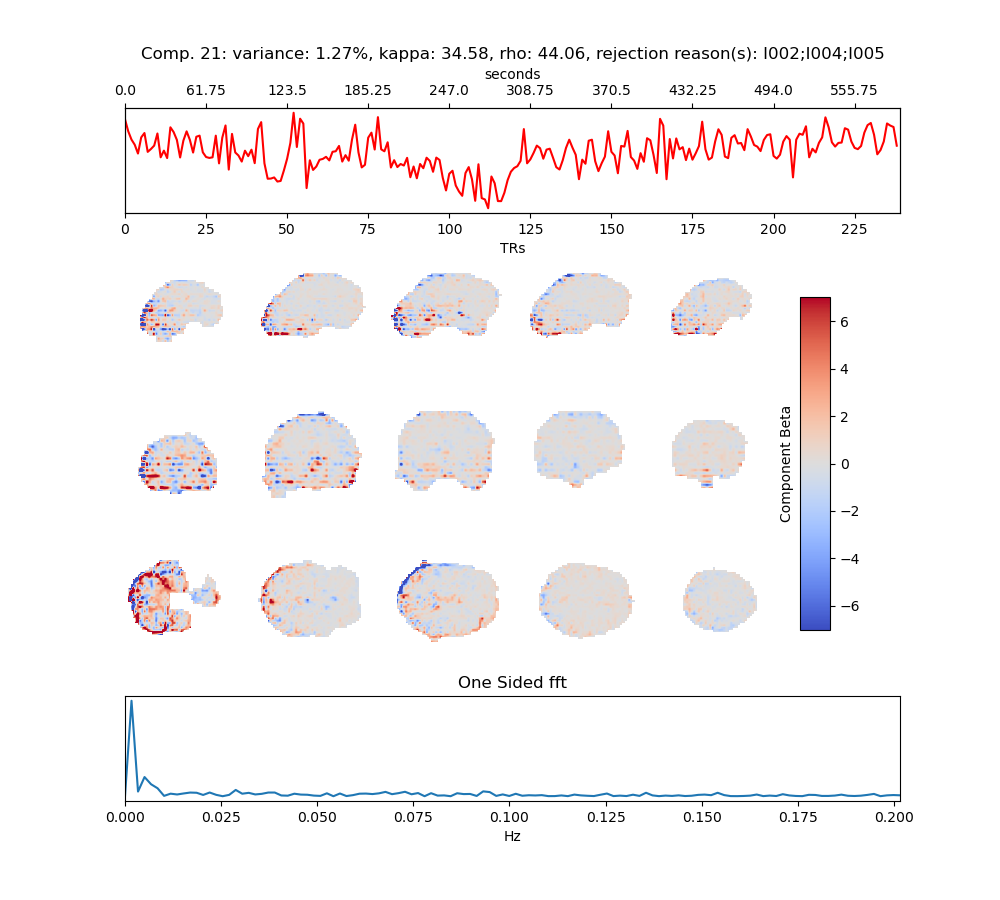 Comp. 21: variance: 1.27%, kappa: 34.58, rho: 44.06, rejection reason(s): I002;I004;I005
seconds
0.0 61.75 123.5 185.25 247.0 308.75 370.5 432.25 494.0 555.75
0 25 50 75 100 125 150 175 200 225
TRs
6
4
2
0
−2
−4
−6
Component Beta
One Sided fft
0.000 0.025 0.050 0.075 0.100 0.125 0.150 0.175 0.200
Hz